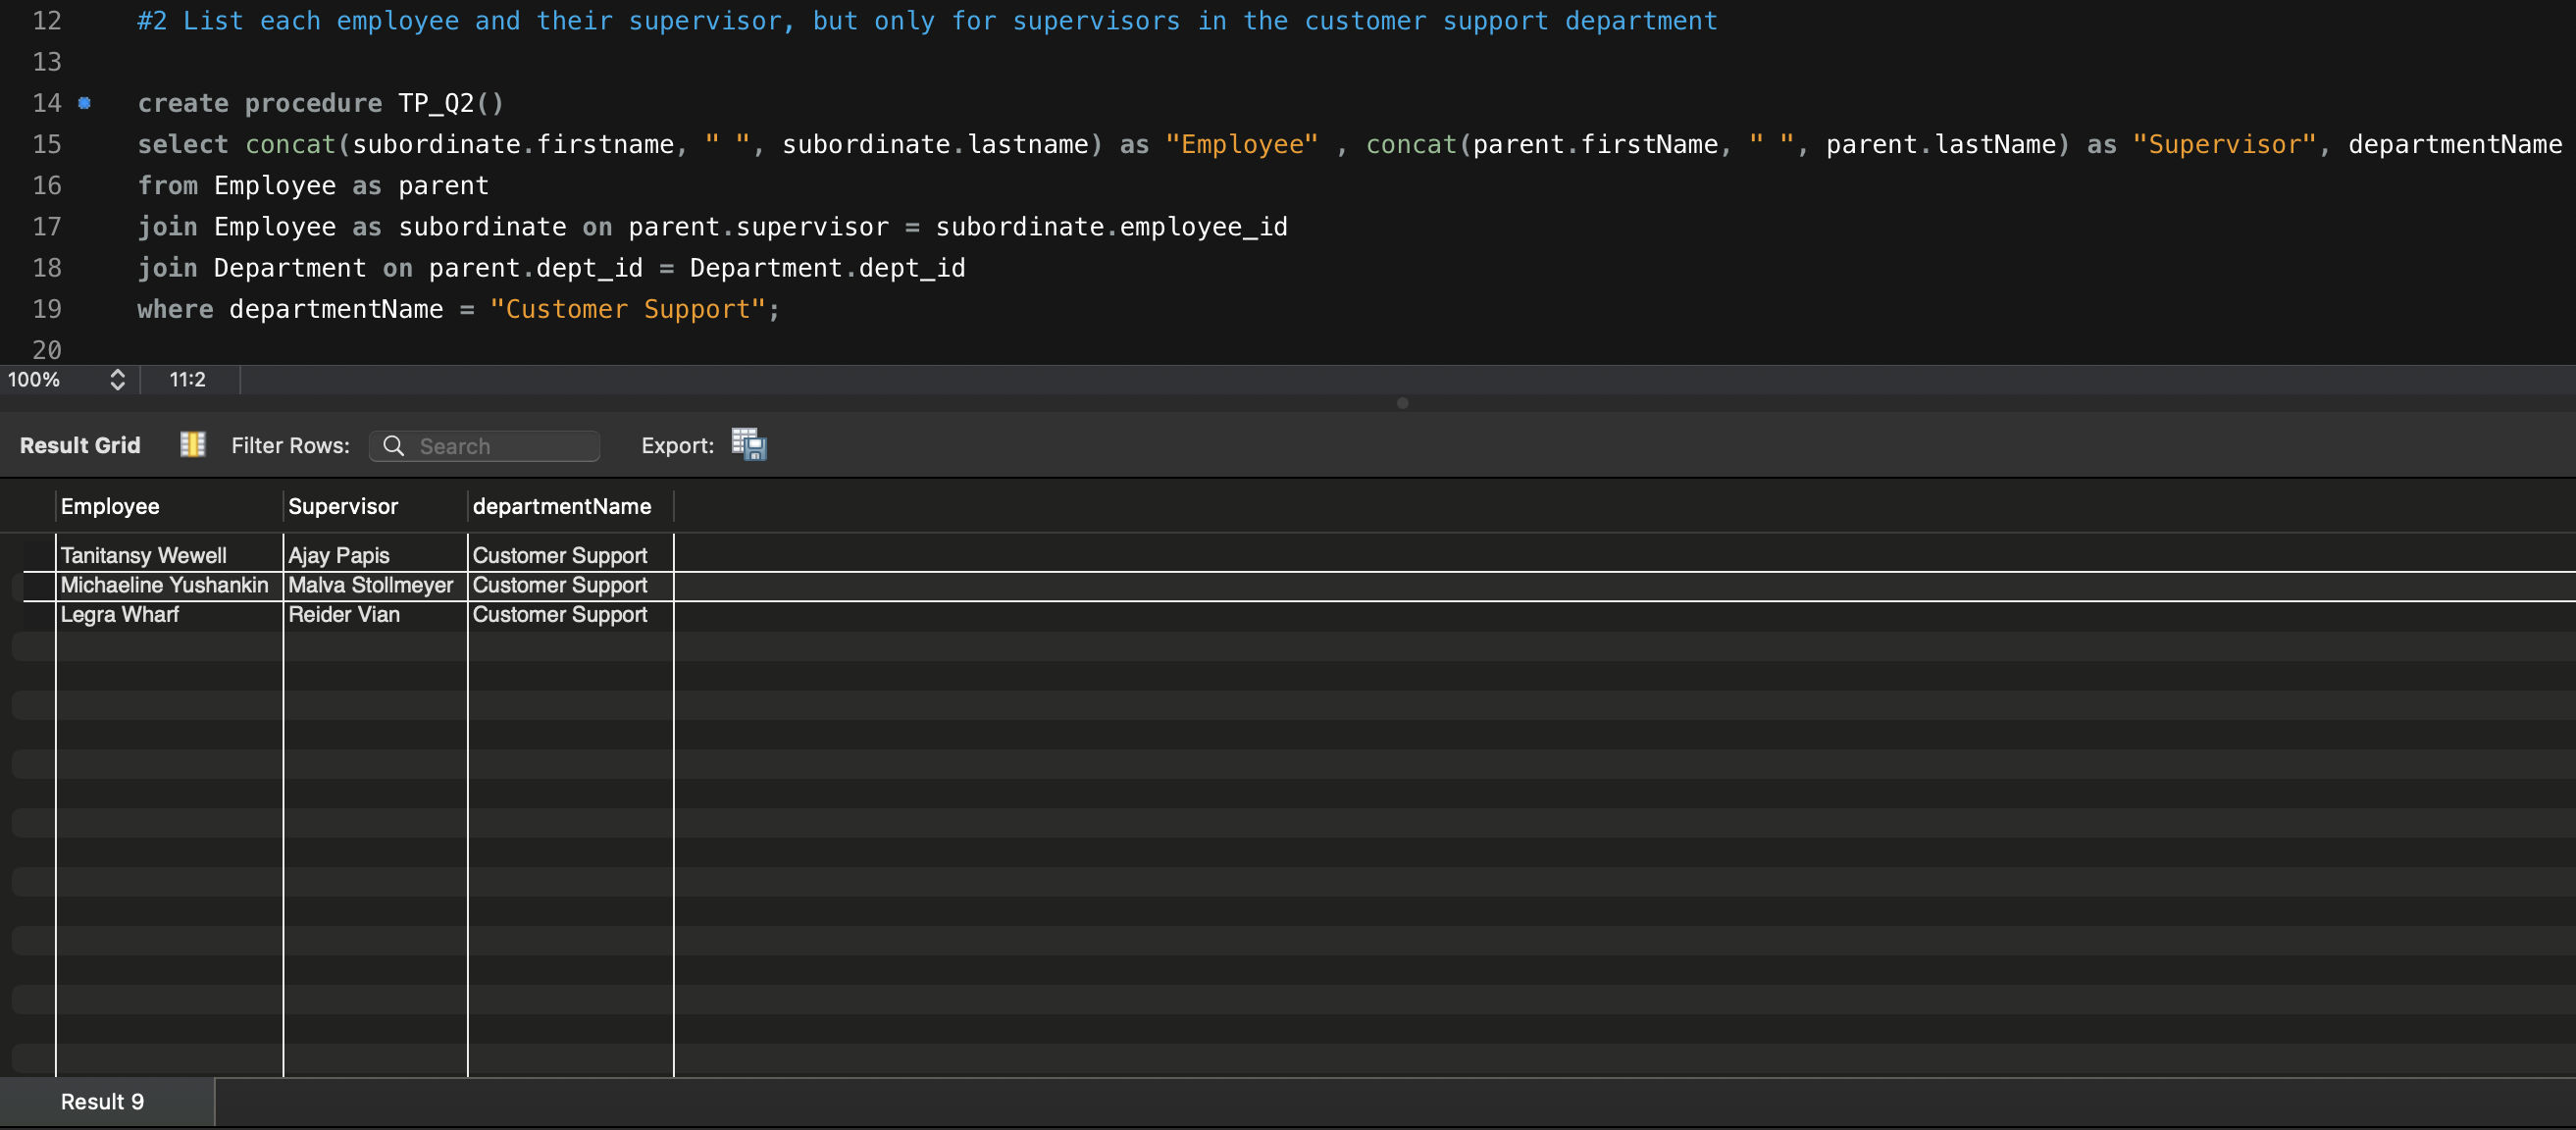 12 #2 List each employee and their supervisor, but only for supervisors in the customer support department
13
14 create procedure TP_Q2()
15 select concat(subordinate.firstname, " ", subordinate.lastname) as "Employee" , concat(parent.firstName, " ", parent.lastName) as "Supervisor", departmentName
16 from Employee as parent
17 join Employee as subordinate on parent.supervisor = subordinate.employee_id
18 join Department on parent.dept_id = Department.dept_id
19 where departmentName = "Customer Support";
20
100% 11:2
Result Grid Filter Rows: Search Export:
Employee Supervisor departmentName
Tanitansy Wewell Ajay Papis Customer Support
Michaeline Yushankin Malva Stollmeyer Customer Support
Legra Wharf Reider Vian Customer Support
Result 9